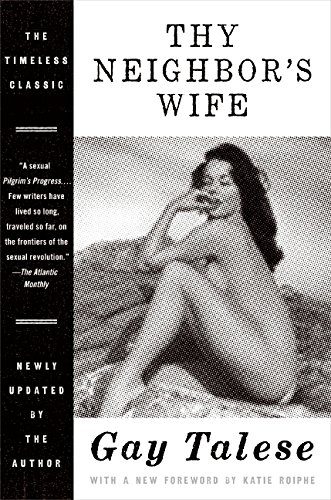 THE
TIMELESS
CLASSIC
"A sexual
Pilgrim's Progress....
Few writers have
lived so long,
traveled so far, on
the frontiers of the
sexual revolution."
—The Atlantic
Monthly
NEWLY
UPDATED
BY
THE
AUTHOR
THY
NEIGHBOR'S
WIFE
Gay Talese
WITH A NEW FOREWORD BY KATIE ROIPHE